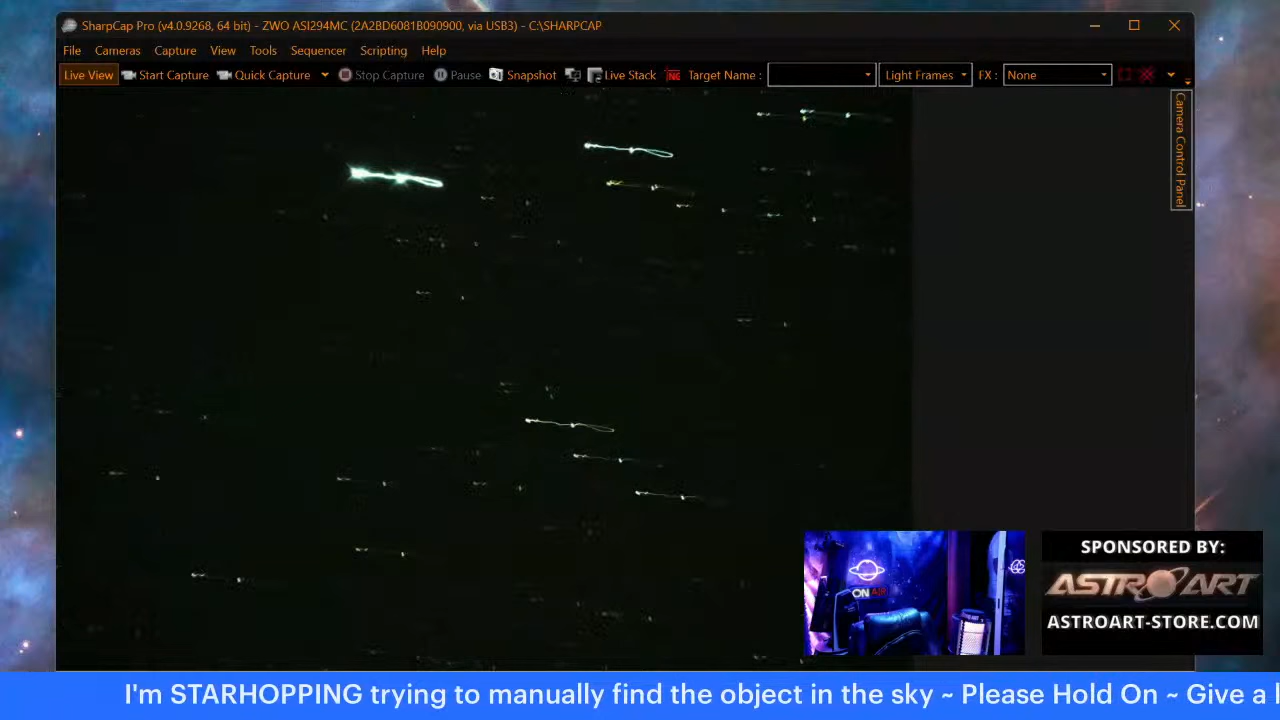 SharpCap Pro (v4.0.9268, 64 bit) - ZWO ASI294MC (2A2BD6081B090900, via USB3) - C:\SHARPCAP
File Cameras Capture View Tools Sequencer Scripting Help
Live View Start Capture Quick Capture Stop Capture Pause Snapshot Live Stack Target Name : Light Frames FX : None
Camera Control Panel
ON AIR
SPONSORED BY:
ASTROART
ASTROART-STORE.COM
I'm STARHOPPING trying to manually find the object in the sky ~ Please Hold On ~ Give a